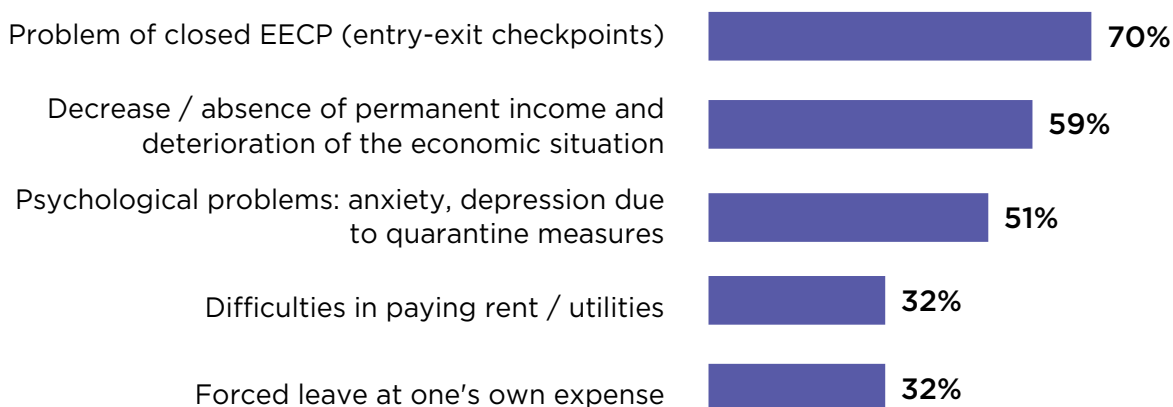 Problem of closed EECP (entry-exit checkpoints) 70%
Decrease / absence of permanent income and
deterioration of the economic situation 59%
Psychological problems: anxiety, depression due
to quarantine measures 51%
Difficulties in paying rent / utilities 32%
Forced leave at one's own expense 32%